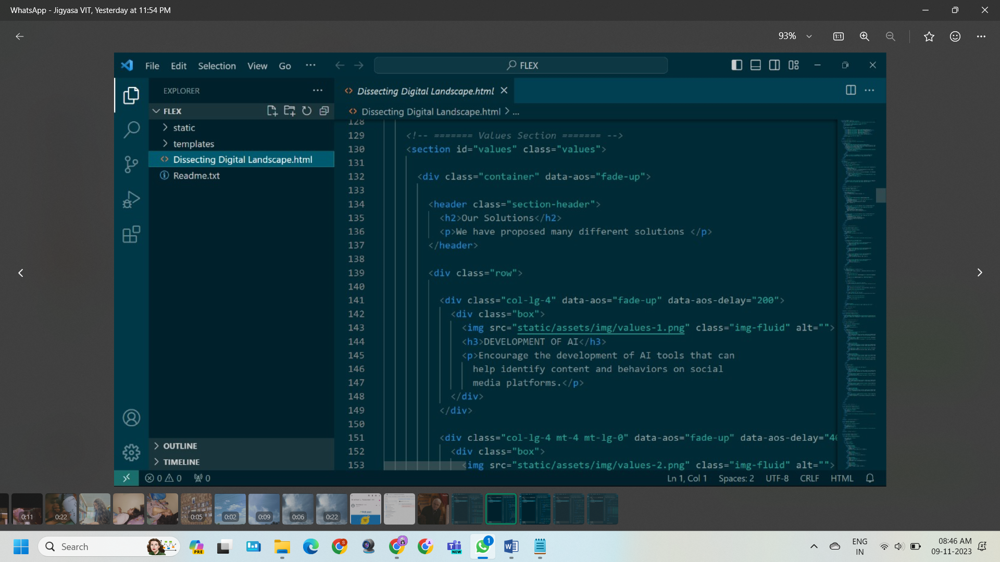 WhatsApp - Jigyasa VIT, Yesterday at 11:54 PM
93%
File Edit Selection View Go
FLEX
EXPLORER
Dissecting Digital Landscape.html
FLEX
Dissecting Digital Landscape.html > ...
static
templates
Dissecting Digital Landscape.html
Readme.txt
128
129 <!-- ======= Values Section ======= -->
130 <section id="values" class="values">
131
132 <div class="container" data-aos="fade-up">
133
134 <header class="section-header">
135 <h2>Our Solutions</h2>
136 <p>We have proposed many different solutions </p>
137 </header>
138
139 <div class="row">
140
141 <div class="col-lg-4" data-aos="fade-up" data-aos-delay="200">
142 <div class="box">
143 <img src="static/assets/img/values-1.png" class="img-fluid" alt="">
144 <h3>DEVELOPMENT OF AI</h3>
145 <p>Encourage the development of AI tools that can
146 help identify content and behaviors on social
147 media platforms.</p>
148 </div>
149 </div>
150
151 <div class="col-lg-4 mt-4 mt-lg-0" data-aos="fade-up" data-aos-delay="40
152 <div class="box">
153 <img src="static/assets/img/values-2.png" class="img-fluid" alt="">
OUTLINE
TIMELINE
0 0 0
Ln 1, Col 1 Spaces: 2 UTF-8 CRLF HTML
0:11 0:22 0:05 0:02 0:09 0:06 0:22
Search
PRE
S
NEW
1
ENG
IN
08:46 AM
09-11-2023